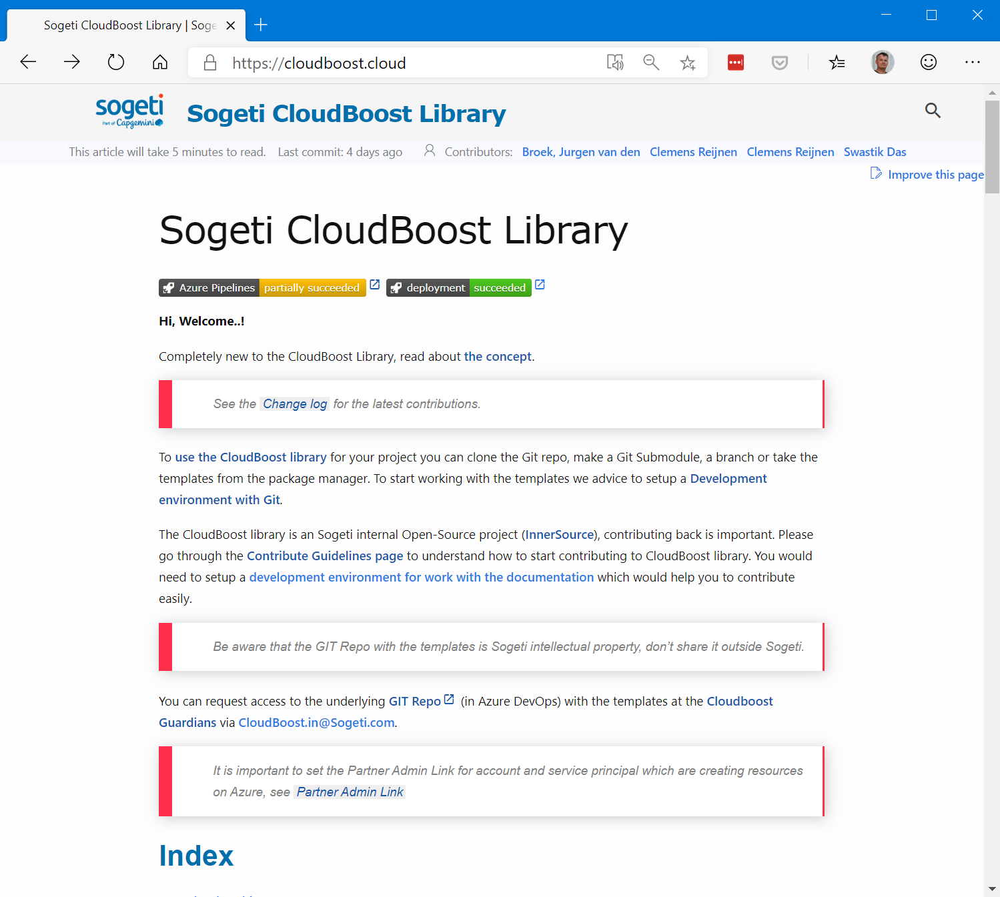 Sogeti CloudBoost Library | Soge
https://cloudboost.cloud
sogeti
Part of Capgemini
Sogeti CloudBoost Library
This article will take 5 minutes to read. Last commit: 4 days ago Contributors: Broek, Jurgen van den Clemens Reijnen Clemens Reijnen Swastik Das
Improve this page
Sogeti CloudBoost Library
Azure Pipelines partially succeeded deployment succeeded
Hi, Welcome..!
Completely new to the CloudBoost Library, read about the concept.
See the Change log for the latest contributions.
To use the CloudBoost library for your project you can clone the Git repo, make a Git Submodule, a branch or take the
templates from the package manager. To start working with the templates we advice to setup a Development
environment with Git.
The CloudBoost library is an Sogeti internal Open-Source project (InnerSource), contributing back is important. Please
go through the Contribute Guidelines page to understand how to start contributing to CloudBoost library. You would
need to setup a development environment for work with the documentation which would help you to contribute
easily.
Be aware that the GIT Repo with the templates is Sogeti intellectual property, don’t share it outside Sogeti.
You can request access to the underlying GIT Repo (in Azure DevOps) with the templates at the Cloudboost
Guardians via CloudBoost.in@Sogeti.com.
It is important to set the Partner Admin Link for account and service principal which are creating resources
on Azure, see Partner Admin Link
Index